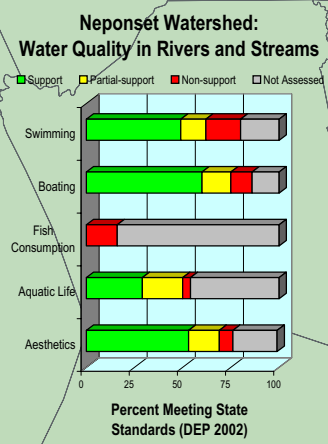 Neponset Watershed:
Water Quality in Rivers and Streams
Support Partial-support Non-support Not Assessed
Swimming
Boating
Fish
Consumption
Aquatic Life
Aesthetics
0 25 50 75 100
Percent Meeting State
Standards (DEP 2002)